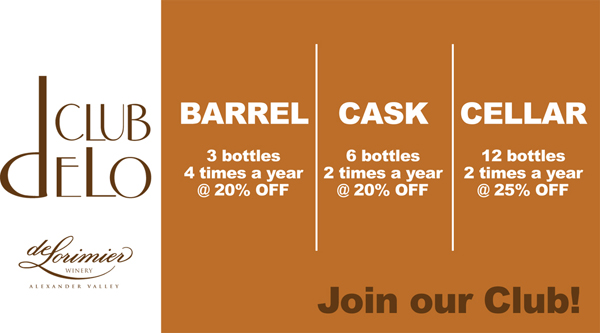 CLUB
deLO
deLorimier
WINERY
ALEXANDER VALLEY
BARREL
3 bottles
4 times a year
@ 20% OFF
CASK
6 bottles
2 times a year
@ 20% OFF
CELLAR
12 bottles
2 times a year
@ 25% OFF
Join our Club!